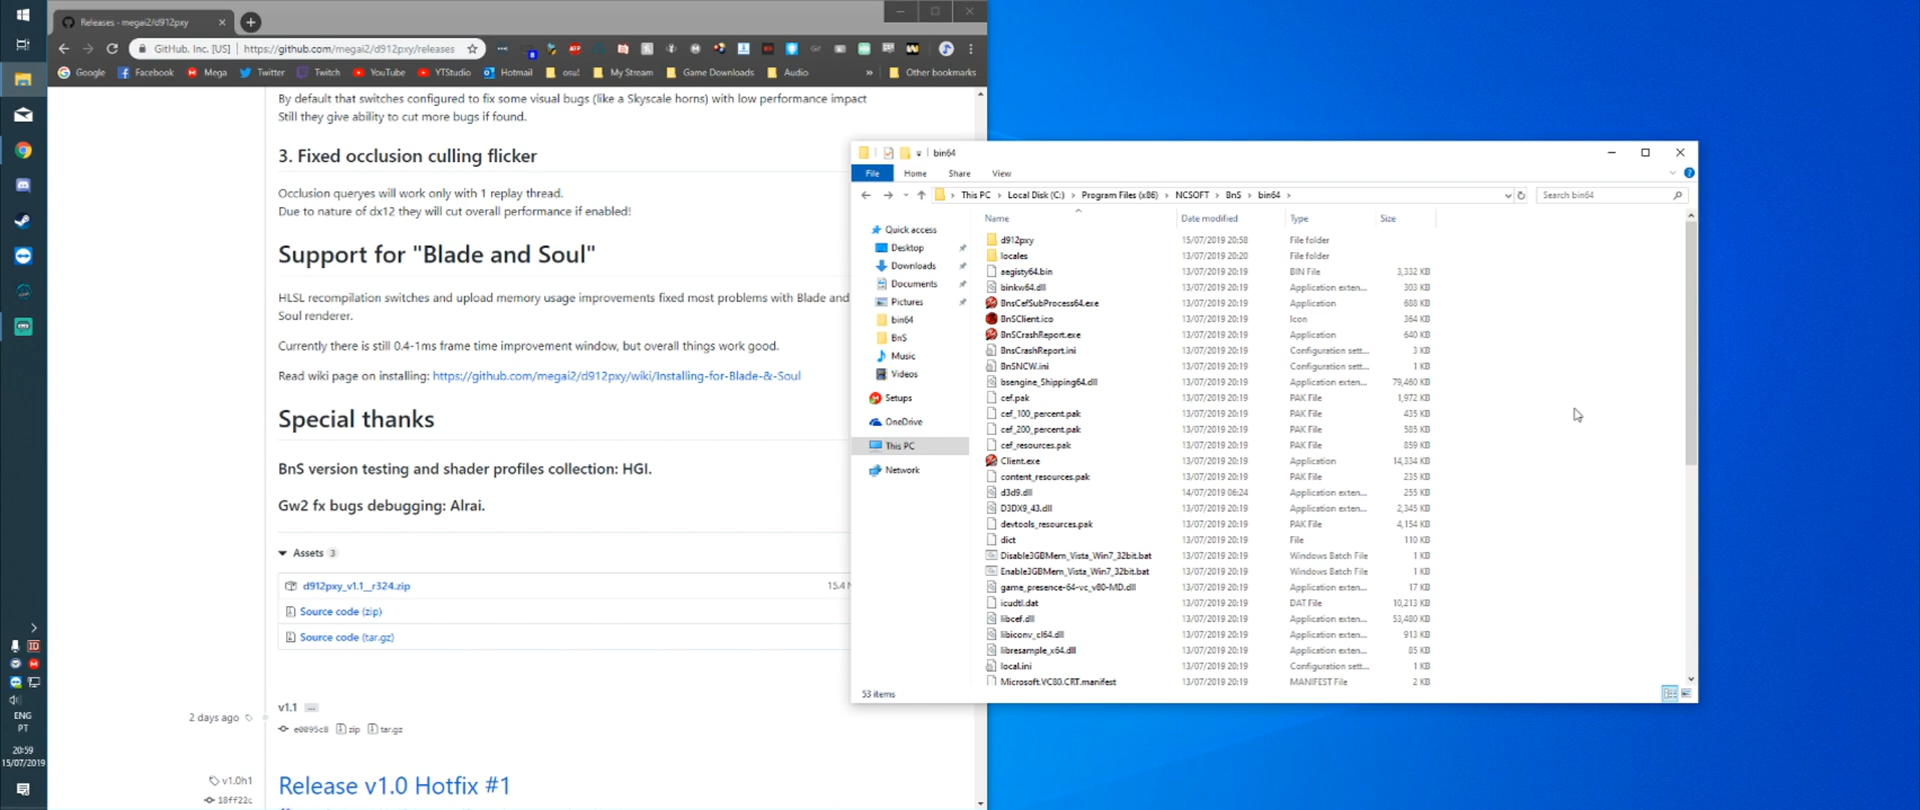 Releases · megai2/d912pxy
GitHub, Inc. [US] https://github.com/megai2/d912pxy/releases
Google Facebook Mega Twitter Twitch YouTube YTStudio Hotmail osu! My Stream Game Downloads Audio » Other bookmarks
By default that switches configured to fix some visual bugs (like a Skyscale horns) with low performance impact
Still they give ability to cut more bugs if found.
3. Fixed occlusion culling flicker
Occlusion queryes will work only with 1 replay thread.
Due to nature of dx12 they will cut overall performance if enabled!
Support for "Blade and Soul"
HLSL recompilation switches and upload memory usage improvements fixed most problems with Blade and
Soul renderer.
Currently there is still 0.4-1ms frame time improvement window, but overall things work good.
Read wiki page on installing: https://github.com/megai2/d912pxy/wiki/Installing-for-Blade-&-Soul
Special thanks
BnS version testing and shader profiles collection: HGI.
Gw2 fx bugs debugging: Alrai.
Assets 3
d912pxy_v1.1_r324.zip 15.4
Source code (zip)
Source code (tar.gz)
v1.1 ...
2 days ago
e0095c8 zip tar.gz
v1.0h1
Release v1.0 Hotfix #1
18ff22c
ENG
PT
20:59
15/07/2019
bin64
File Home Share View
This PC Local Disk (C:) Program Files (x86) NCSOFT BnS bin64
Search bin64
Quick access
Desktop
Downloads
Documents
Pictures
bin64
BnS
Music
Videos
Setups
OneDrive
This PC
Network
Name Date modified Type Size
d912pxy 15/07/2019 20:58 File folder
locales 13/07/2019 20:20 File folder
aegisty64.bin 13/07/2019 20:19 BIN File 3,332 KB
binkw64.dll 13/07/2019 20:19 Application exten... 303 KB
BnsCefSubProcess64.exe 13/07/2019 20:19 Application 688 KB
BnSClient.ico 13/07/2019 20:19 Icon 364 KB
BnSCrashReport.exe 13/07/2019 20:19 Application 640 KB
BnsCrashReport.ini 13/07/2019 20:19 Configuration sett... 3 KB
BnSNCW.ini 13/07/2019 20:19 Configuration sett... 1 KB
bsengine_Shipping64.dll 13/07/2019 20:19 Application exten... 79,460 KB
cef.pak 13/07/2019 20:19 PAK File 1,972 KB
cef_100_percent.pak 13/07/2019 20:19 PAK File 435 KB
cef_200_percent.pak 13/07/2019 20:19 PAK File 585 KB
cef_resources.pak 13/07/2019 20:19 PAK File 859 KB
Client.exe 13/07/2019 20:19 Application 14,334 KB
content_resources.pak 13/07/2019 20:19 PAK File 235 KB
d3d9.dll 14/07/2019 06:24 Application exten... 255 KB
D3DX9_43.dll 13/07/2019 20:19 Application exten... 2,345 KB
devtools_resources.pak 13/07/2019 20:19 PAK File 4,154 KB
dict 13/07/2019 20:19 File 110 KB
Disable3GBMem_Vista_Win7_32bit.bat 13/07/2019 20:19 Windows Batch File 1 KB
Enable3GBMem_Vista_Win7_32bit.bat 13/07/2019 20:19 Windows Batch File 1 KB
game_presence-64-vc_v80-MD.dll 13/07/2019 20:19 Application exten... 17 KB
icudtl.dat 13/07/2019 20:19 DAT File 10,213 KB
libcef.dll 13/07/2019 20:19 Application exten... 53,480 KB
libiconv_cl64.dll 13/07/2019 20:19 Application exten... 913 KB
libresample_x64.dll 13/07/2019 20:19 Application exten... 85 KB
local.ini 13/07/2019 20:19 Configuration sett... 1 KB
Microsoft.VC80.CRT.manifest 13/07/2019 20:19 MANIFEST File 2 KB
53 items